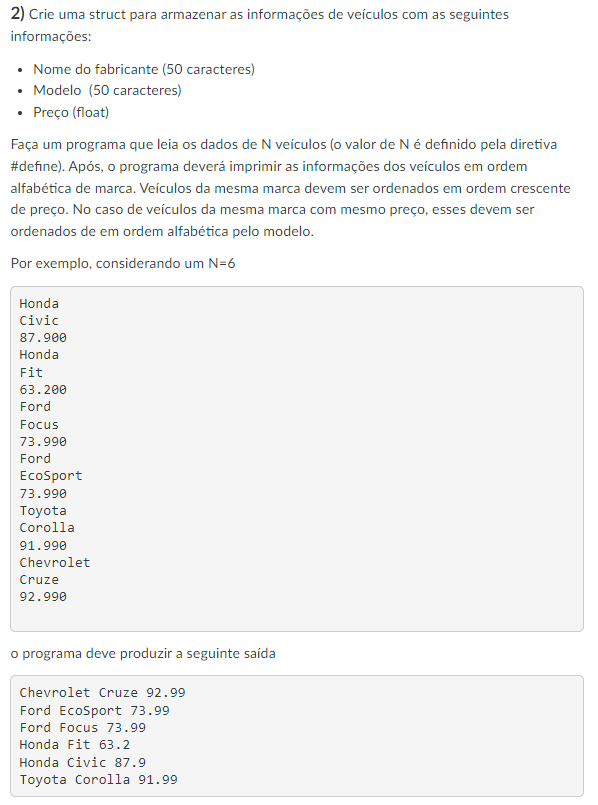 2) Crie uma struct para armazenar as informações de veículos com as seguintes
informações:
• Nome do fabricante (50 caracteres)
• Modelo (50 caracteres)
• Preço (float)
Faça um programa que leia os dados de N veículos (o valor de N é definido pela diretiva
#define). Após, o programa deverá imprimir as informações dos veículos em ordem
alfabética de marca. Veículos da mesma marca devem ser ordenados em ordem crescente
de preço. No caso de veículos da mesma marca com mesmo preço, esses devem ser
ordenados de em ordem alfabética pelo modelo.
Por exemplo, considerando um N=6
Honda
Civic
87.900
Honda
Fit
63.200
Ford
Focus
73.990
Ford
EcoSport
73.990
Toyota
Corolla
91.990
Chevrolet
Cruze
92.990
o programa deve produzir a seguinte saída
Chevrolet Cruze 92.99
Ford EcoSport 73.99
Ford Focus 73.99
Honda Fit 63.2
Honda Civic 87.9
Toyota Corolla 91.99